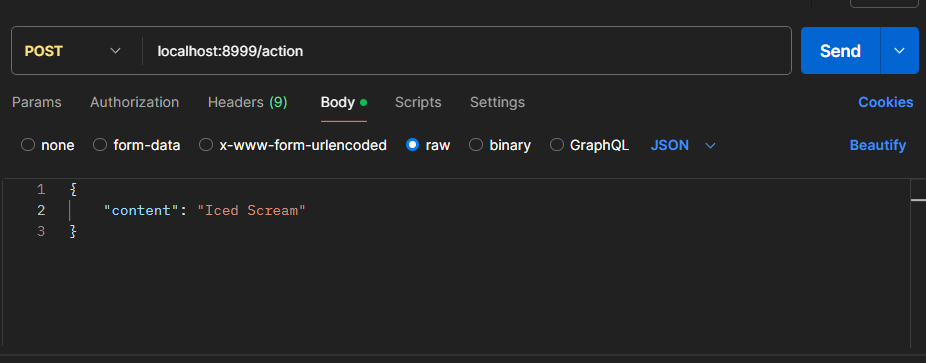 POST localhost:8999/action Send
Params Authorization Headers (9) Body Scripts Settings Cookies
none form-data x-www-form-urlencoded raw binary GraphQL JSON Beautify
1 {
2 "content": "Iced Scream"
3 }